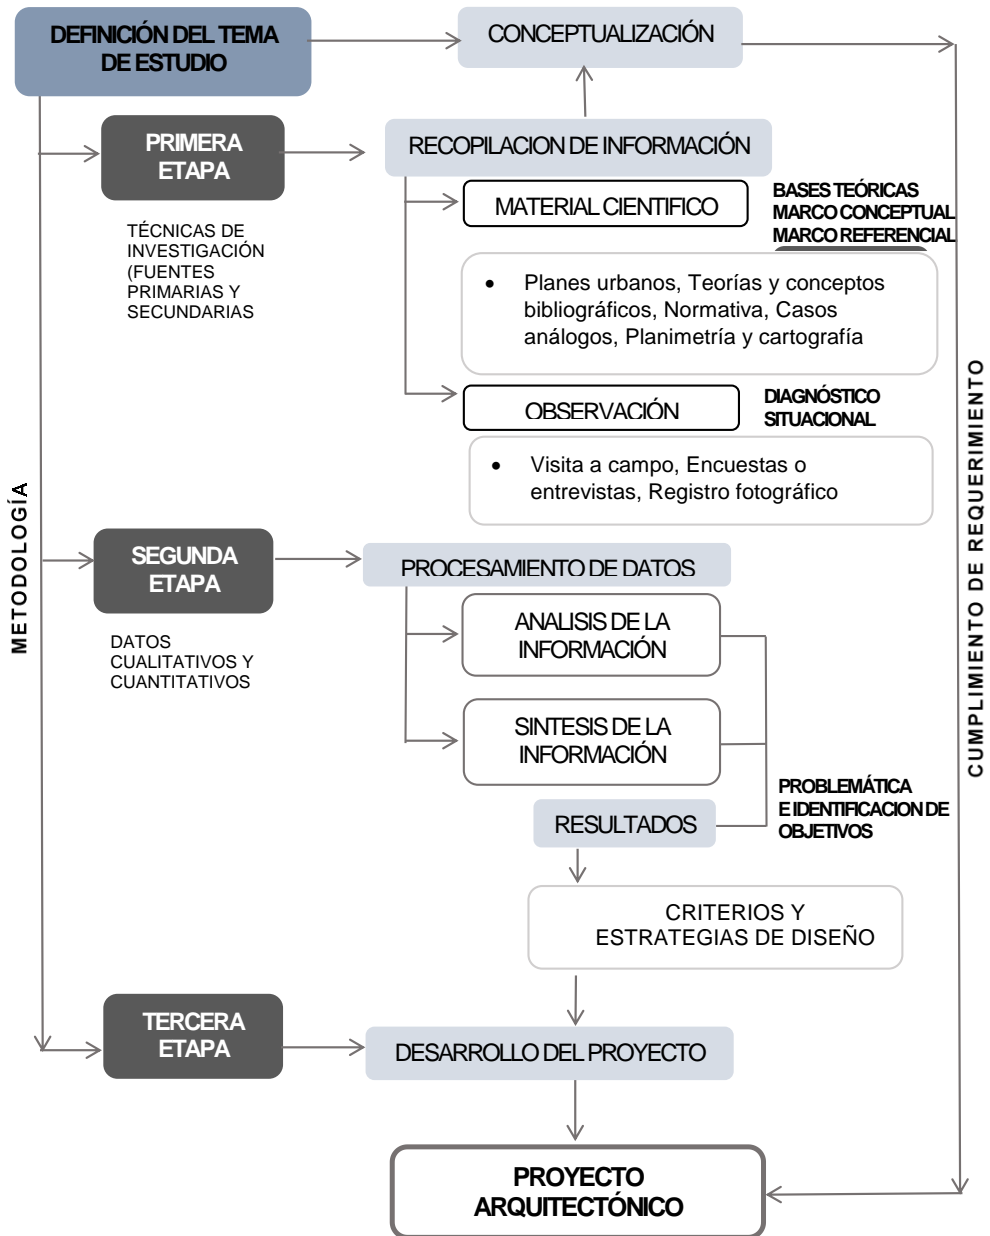 DEFINICIÓN DEL TEMA
DE ESTUDIO
CONCEPTUALIZACIÓN
PRIMERA
ETAPA
RECOPILACION DE INFORMACIÓN
TÉCNICAS DE
INVESTIGACIÓN
(FUENTES
PRIMARIAS Y
SECUNDARIAS
MATERIAL CIENTIFICO
BASES TEÓRICAS
MARCO CONCEPTUAL
MARCO REFERENCIAL
• Planes urbanos, Teorías y conceptos
bibliográficos, Normativa, Casos
análogos, Planimetría y cartografía
OBSERVACIÓN
DIAGNÓSTICO
SITUACIONAL
• Visita a campo, Encuestas o
entrevistas, Registro fotográfico
METODOLOGÍA
CUMPLIMIENTO DE REQUERIMIENTO
SEGUNDA
ETAPA
PROCESAMIENTO DE DATOS
DATOS
CUALITATIVOS Y
CUANTITATIVOS
ANALISIS DE LA
INFORMACIÓN
SINTESIS DE LA
INFORMACIÓN
RESULTADOS
PROBLEMÁTICA
E IDENTIFICACION DE
OBJETIVOS
CRITERIOS Y
ESTRATEGIAS DE DISEÑO
TERCERA
ETAPA
DESARROLLO DEL PROYECTO
PROYECTO
ARQUITECTÓNICO